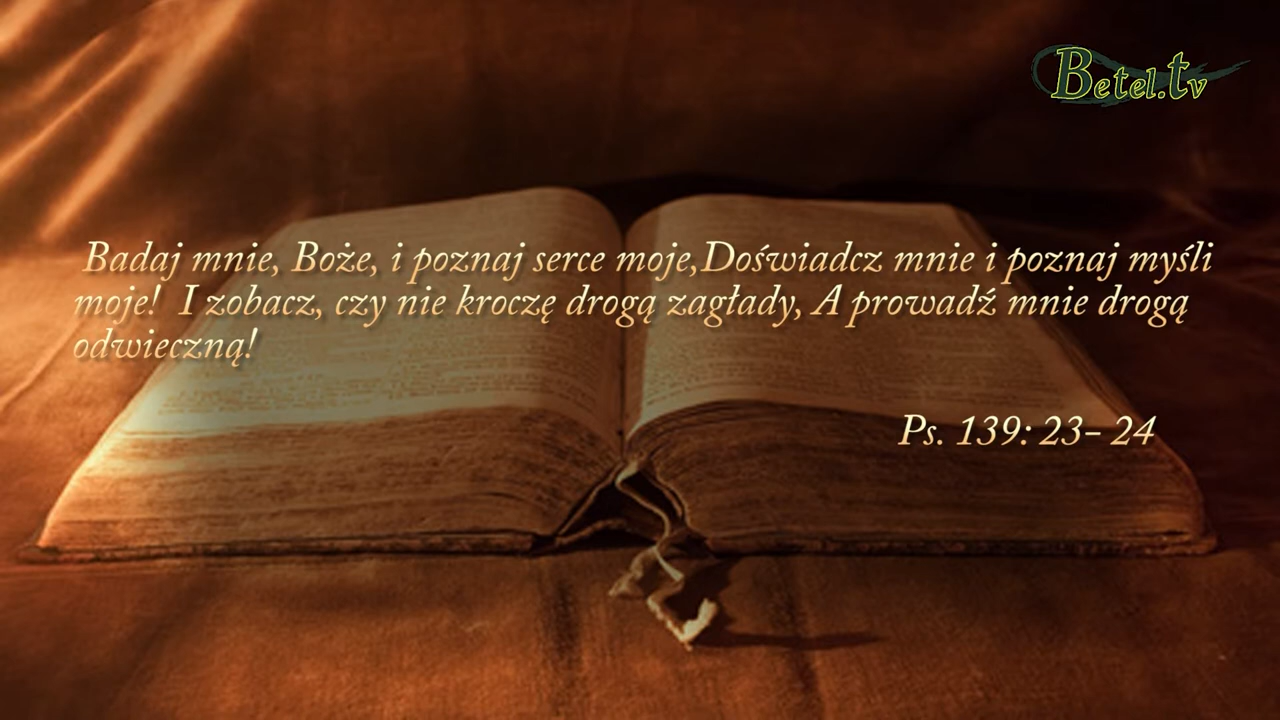 Betel.tv
Badaj mnie, Boże, i poznaj serce moje,Doświadcz mnie i poznaj myśli
moje! I zobacz, czy nie kroczę drogą zagłady, A prowadź mnie drogą
odwieczną!
Ps. 139: 23- 24